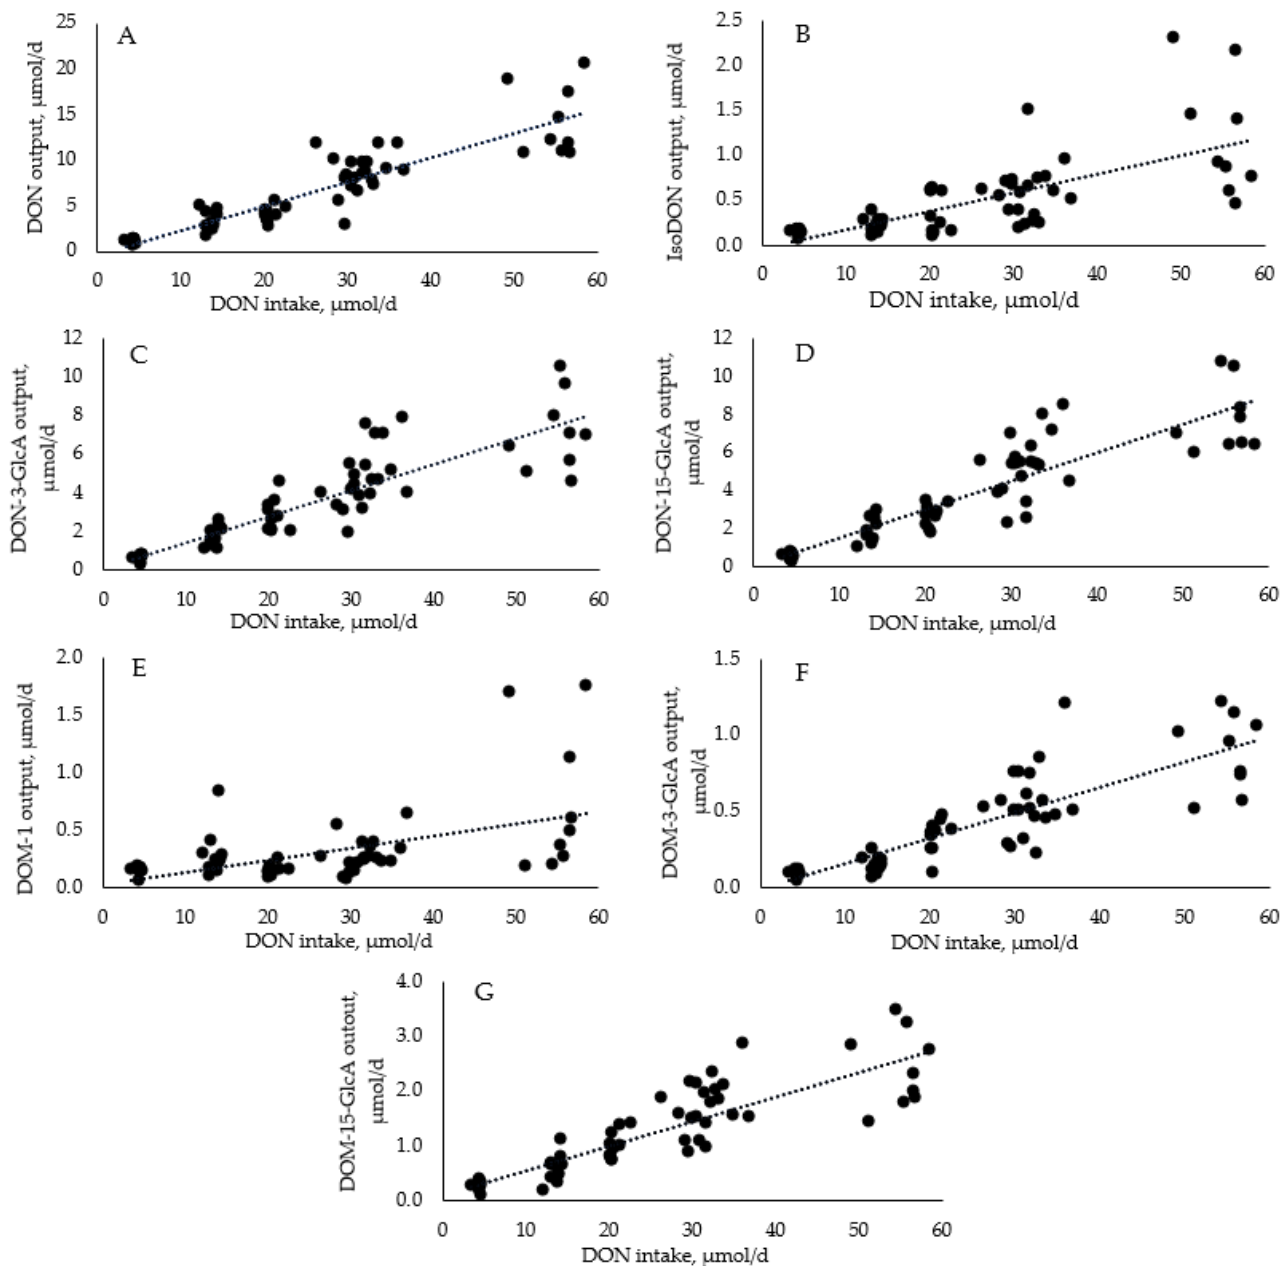 A
DON output, µmol/d
25
20
15
10
5
0
0 10 20 30 40 50 60
DON intake, µmol/d
B
IsoDON output, µmol/d
2.5
2.0
1.5
1.0
0.5
0.0
0 10 20 30 40 50 60
DON intake, µmol/d
C
DON-3-GlcA output,
µmol/d
12
10
8
6
4
2
0
0 10 20 30 40 50 60
DON intake, µmol/d
D
DON-15-GlcA output,
µmol/d
12
10
8
6
4
2
0
0 10 20 30 40 50 60
DON intake, µmol/d
E
DOM-1 output, µmol/d
2.0
1.5
1.0
0.5
0.0
0 10 20 30 40 50 60
DON intake, µmol/d
F
DOM-3-GlcA output,
µmol/d
1.5
1.0
0.5
0.0
0 10 20 30 40 50 60
DON intake, µmol/d
G
DOM-15-GlcA outout,
µmol/d
4.0
3.0
2.0
1.0
0.0
0 10 20 30 40 50 60
DON intake, µmol/d